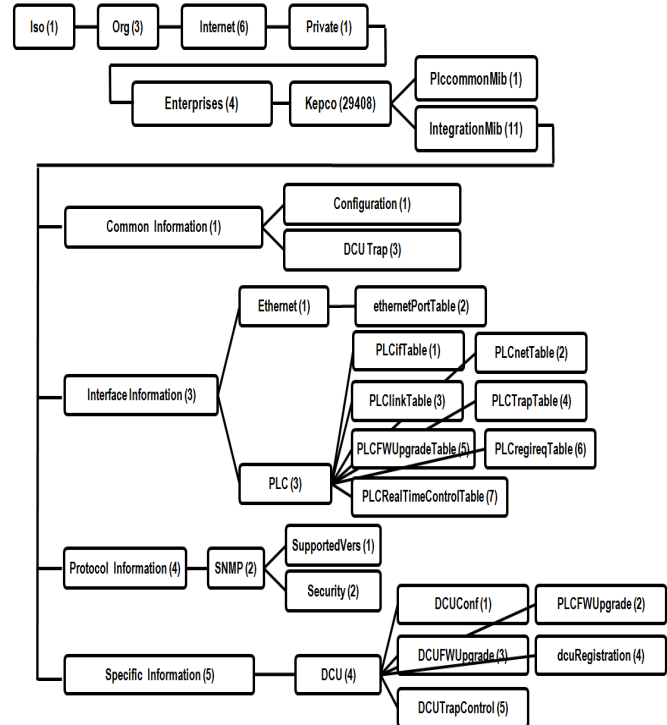 Iso (1)
Org (3)
Internet (6)
Private (1)
Enterprises (4)
Kepco (29408)
PlccommonMib (1)
IntegrationMib (11)
Common Information (1)
Configuration (1)
DCU Trap (3)
Interface Information (3)
Ethernet (1)
ethernetPortTable (2)
PLC (3)
PLCifTable (1)
PLCnetTable (2)
PLClinkTable (3)
PLCTrapTable (4)
PLCFWUpgradeTable (5)
PLCregireqTable (6)
PLCRealTimeControlTable (7)
Protocol Information (4)
SNMP (2)
SupportedVers (1)
Security (2)
Specific Information (5)
DCU (4)
DCUConf (1)
PLCFWUpgrade (2)
DCUFWUpgrade (3)
dcuRegistration (4)
DCUTrapControl (5)